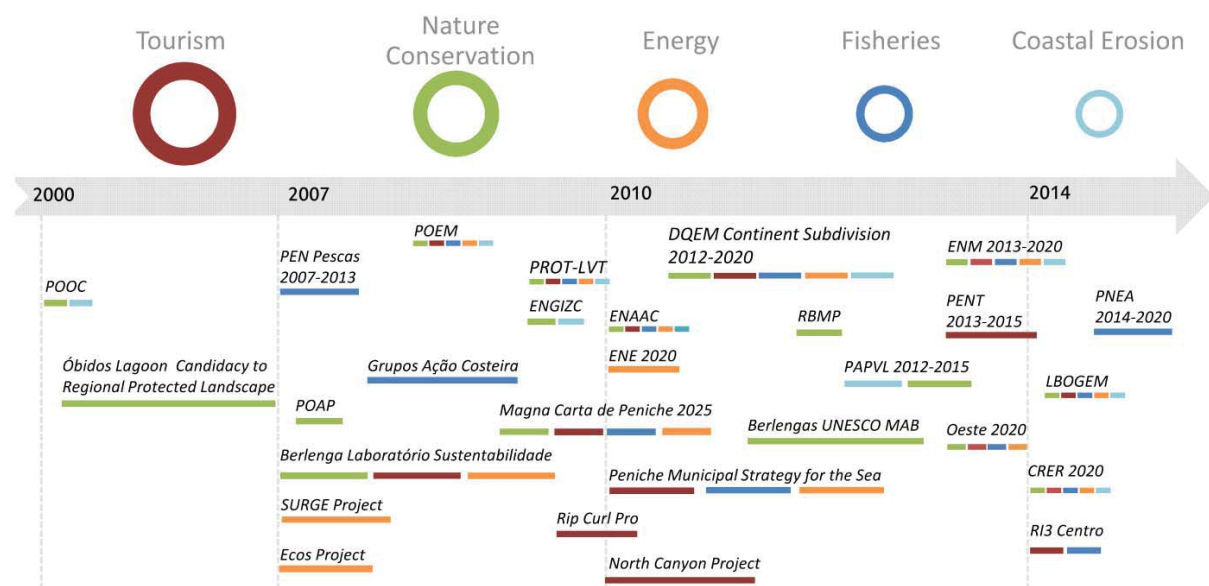 Tourism
Nature
Conservation
Energy
Fisheries
Coastal Erosion
2000
2007
2010
2014
POEM
DQEM Continent Subdivision
2012-2020
ENM 2013-2020
PEN Pescas
2007-2013
PROT-LVT
POOC
ENGIZC
ENAAC
RBMP
PENT
2013-2015
PNEA
2014-2020
Óbidos Lagoon Candidacy to
Regional Protected Landscape
Grupos Ação Costeira
ENE 2020
PAPVL 2012-2015
LBOGEM
POAP
Magna Carta de Peniche 2025
Berlengas UNESCO MAB
Oeste 2020
Berlenga Laboratório Sustentabilidade
Peniche Municipal Strategy for the Sea
CRER 2020
SURGE Project
Rip Curl Pro
RI3 Centro
Ecos Project
North Canyon Project